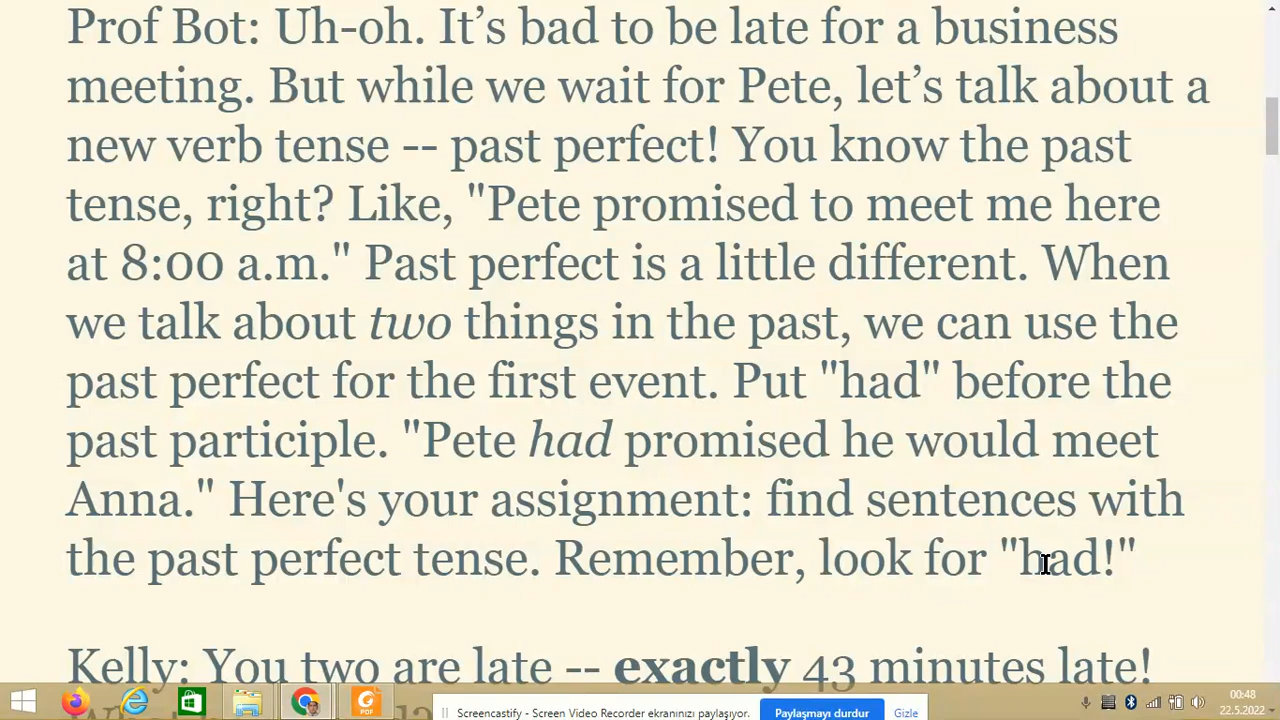 Prof Bot: Uh-oh. It’s bad to be late for a business
meeting. But while we wait for Pete, let’s talk about a
new verb tense -- past perfect! You know the past
tense, right? Like, "Pete promised to meet me here
at 8:00 a.m." Past perfect is a little different. When
we talk about two things in the past, we can use the
past perfect for the first event. Put "had" before the
past participle. "Pete had promised he would meet
Anna." Here's your assignment: find sentences with
the past perfect tense. Remember, look for "had!"
Kelly: You two are late -- exactly 43 minutes late!
Screencastify - Screen Video Recorder ekranınızı paylaşıyor.
Paylaşmayı durdur
Gizle
00:48
22.5.2022